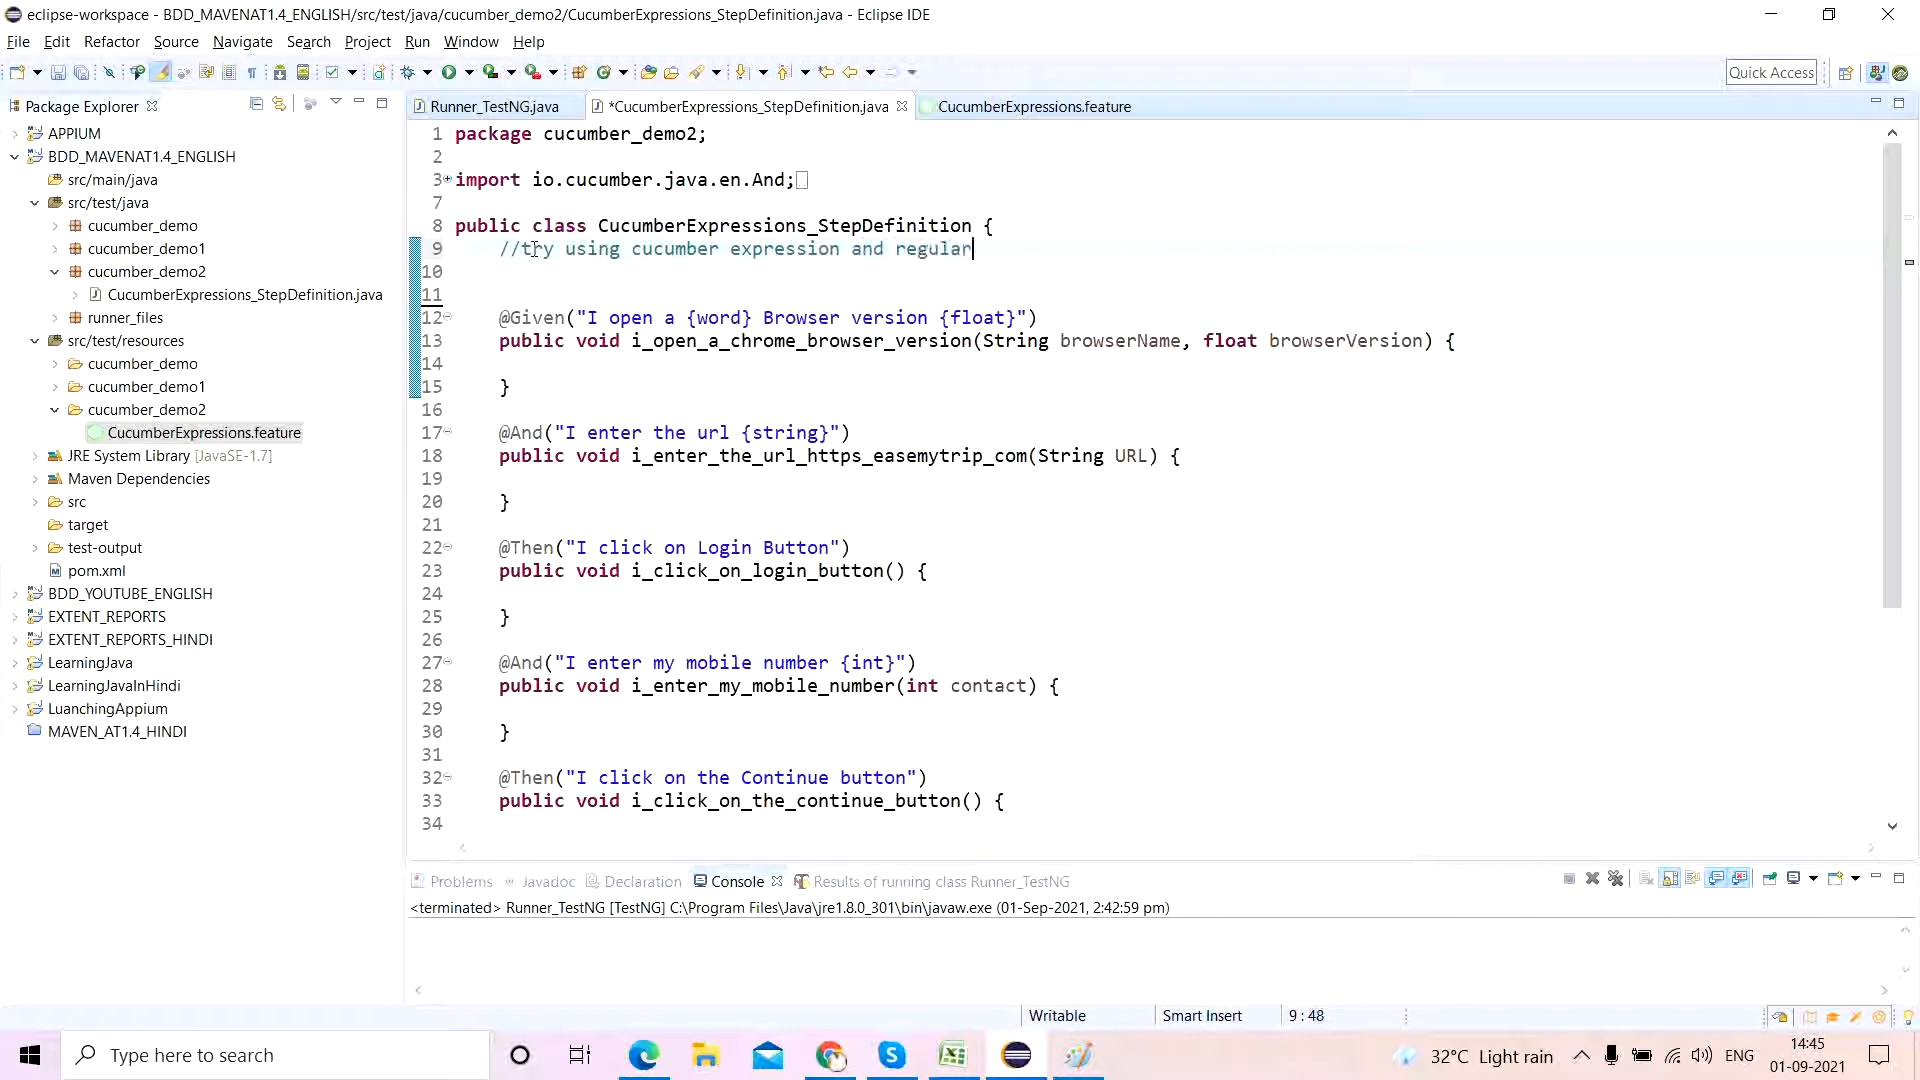 eclipse-workspace - BDD_MAVENAT1.4_ENGLISH/src/test/java/cucumber_demo2/CucumberExpressions_StepDefinition.java - Eclipse IDE
File Edit Refactor Source Navigate Search Project Run Window Help
Quick Access
Package Explorer
APPIUM
BDD_MAVENAT1.4_ENGLISH
src/main/java
src/test/java
cucumber_demo
cucumber_demo1
cucumber_demo2
CucumberExpressions_StepDefinition.java
runner_files
src/test/resources
cucumber_demo
cucumber_demo1
cucumber_demo2
CucumberExpressions.feature
JRE System Library [JavaSE-1.7]
Maven Dependencies
src
target
test-output
pom.xml
BDD_YOUTUBE_ENGLISH
EXTENT_REPORTS
EXTENT_REPORTS_HINDI
LearningJava
LearningJavaInHindi
LuanchingAppium
MAVEN_AT1.4_HINDI
Runner_TestNG.java *CucumberExpressions_StepDefinition.java CucumberExpressions.feature
1 package cucumber_demo2;
2
3 import io.cucumber.java.en.And;
7
8 public class CucumberExpressions_StepDefinition {
9 //try using cucumber expression and regular
10
11
12 @Given("I open a {word} Browser version {float}")
13 public void i_open_a_chrome_browser_version(String browserName, float browserVersion) {
14
15 }
16
17 @And("I enter the url {string}")
18 public void i_enter_the_url_https_easemytrip_com(String URL) {
19
20 }
21
22 @Then("I click on Login Button")
23 public void i_click_on_login_button() {
24
25 }
26
27 @And("I enter my mobile number {int}")
28 public void i_enter_my_mobile_number(int contact) {
29
30 }
31
32 @Then("I click on the Continue button")
33 public void i_click_on_the_continue_button() {
34
Problems Javadoc Declaration Console Results of running class Runner_TestNG
<terminated> Runner_TestNG [TestNG] C:\Program Files\Java\jre1.8.0_301\bin\javaw.exe (01-Sep-2021, 2:42:59 pm)
Writable Smart Insert 9 : 48
Type here to search
32°C Light rain ENG 14:45
01-09-2021